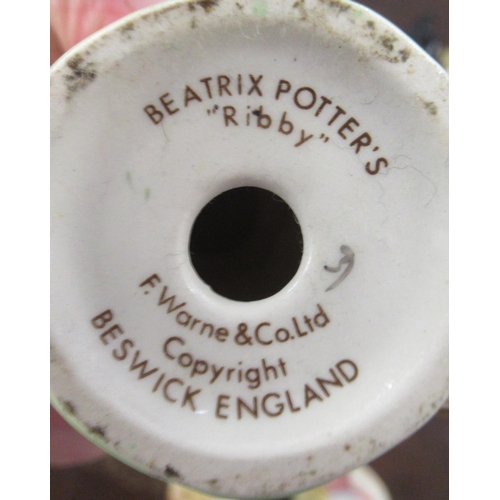 BEATRIX POTTER'S
"Ribby"
F. Warne & Co. Ltd
Copyright
BESWICK ENGLAND